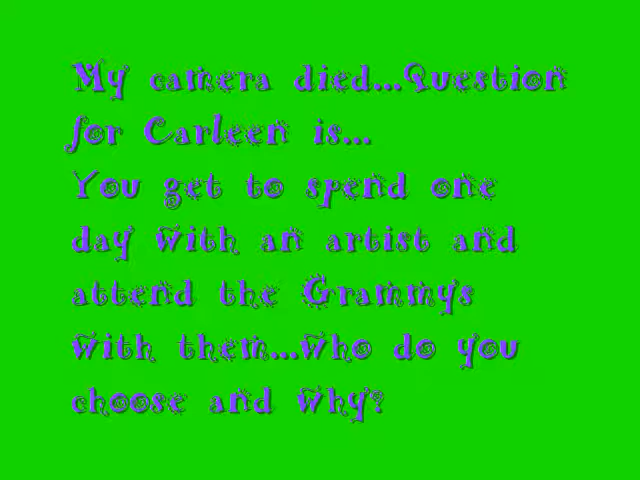 My camera died...Question
for Carleen is...
You get to spend one
day with an artist and
attend the Grammys
with them...who do you
choose and why?